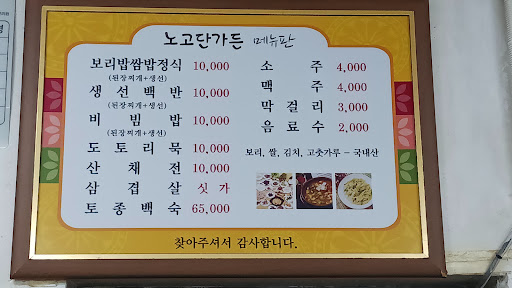 노고단가든 메뉴판
보리밥쌈밥정식 10,000
(된장찌개+생선)
생선백반 10,000
(된장찌개+생선)
비빔밥 10,000
(된장찌개+생선)
도토리묵 10,000
산채전 10,000
삼겹살 싯가
토종백숙 65,000
소주 4,000
맥주 4,000
막걸리 3,000
음료수 2,000
보리, 쌀, 김치, 고춧가루 - 국내산
찾아주셔서 감사합니다.